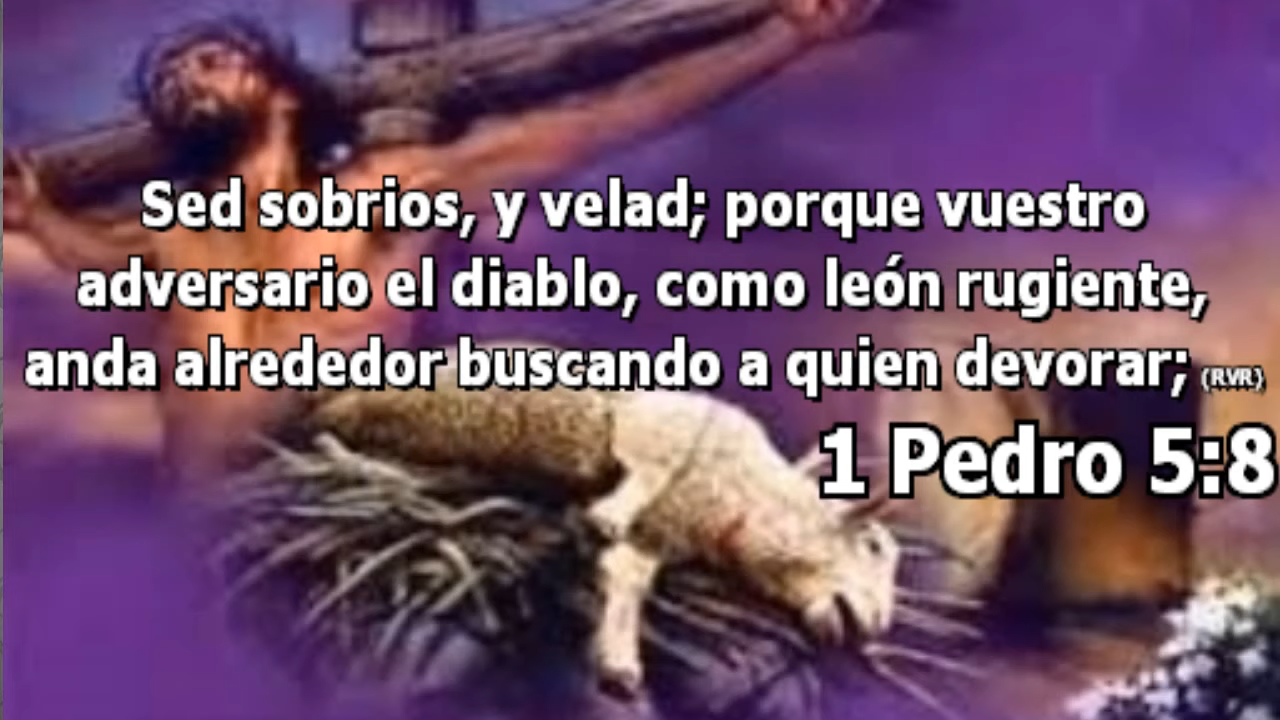 Sed sobrios, y velad; porque vuestro
adversario el diablo, como león rugiente,
anda alrededor buscando a quien devorar; (RVR)
1 Pedro 5:8